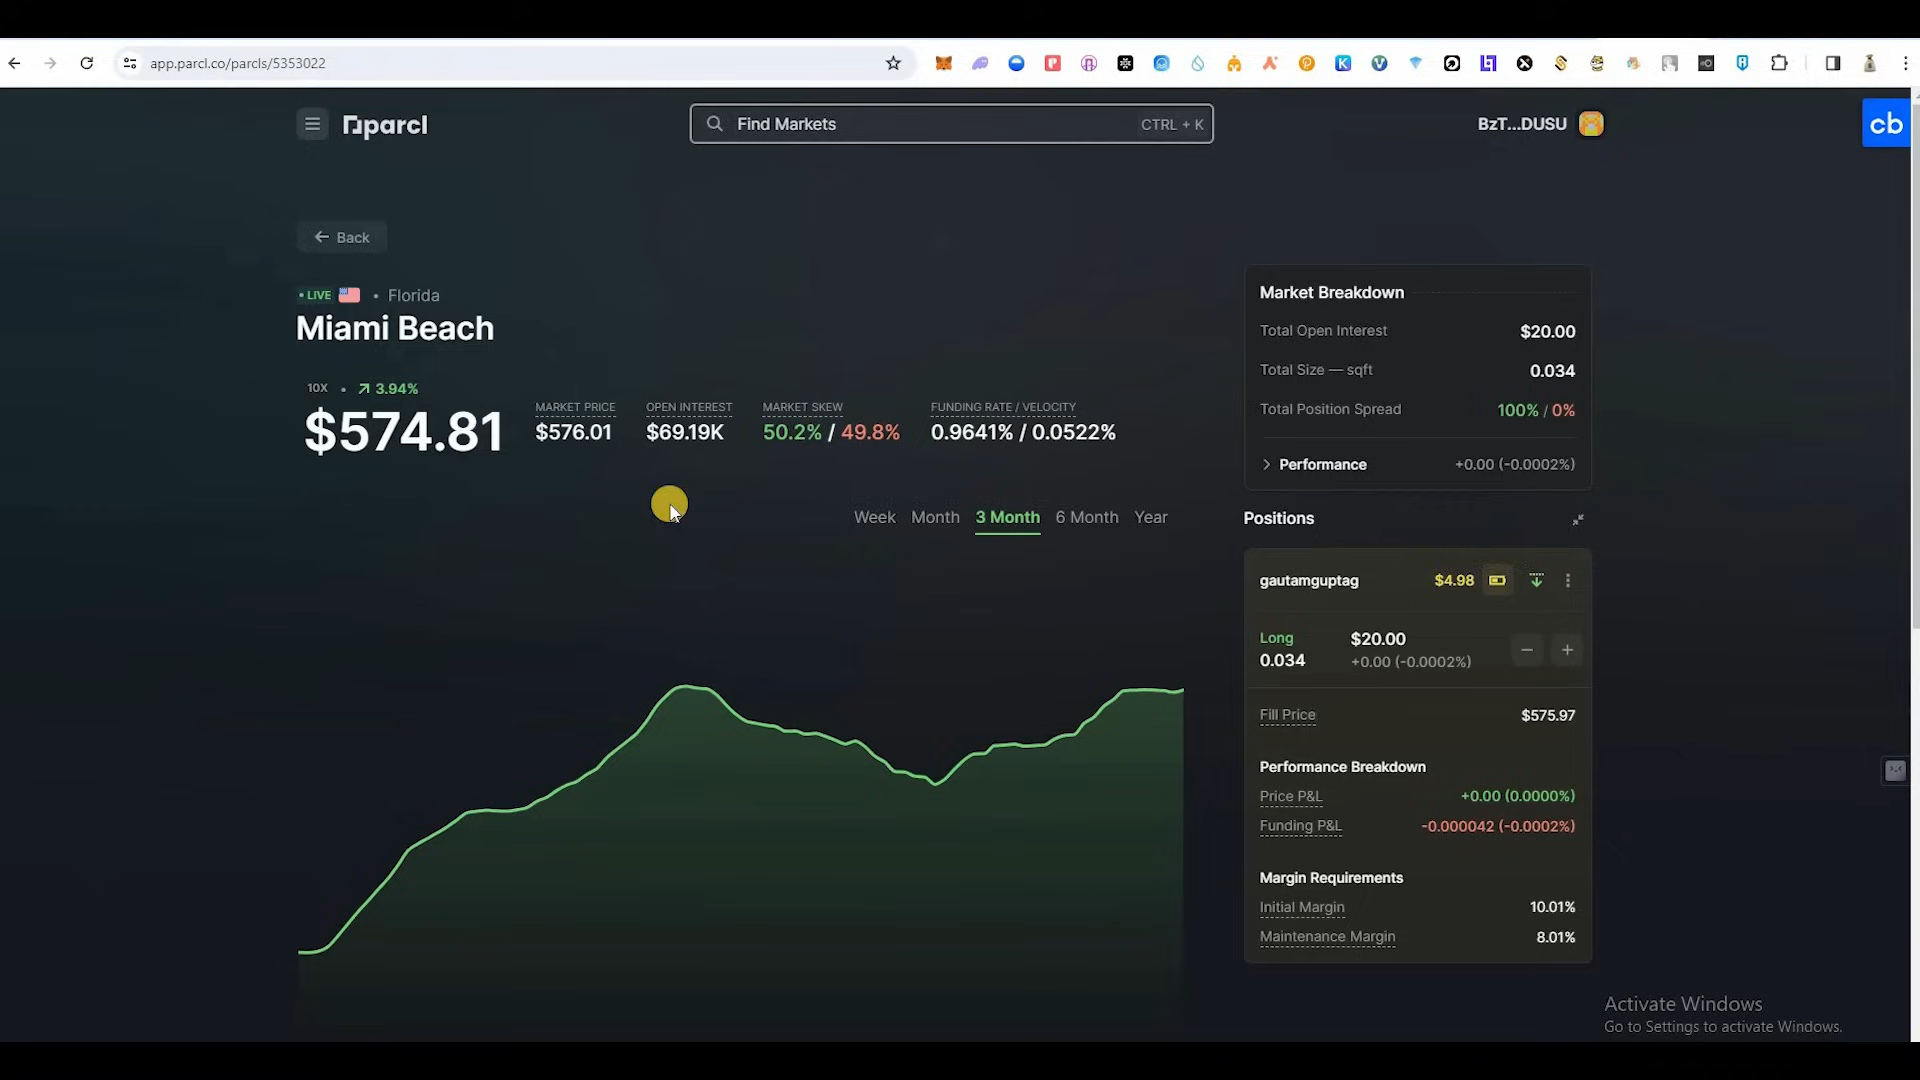 app.parcl.co/parcls/5353022
parcl
Find Markets
CTRL + K
BzT...DUSU
cb
Back
LIVE • Florida
Miami Beach
10X • 3.94%
$574.81
MARKET PRICE
$576.01
OPEN INTEREST
$69.19K
MARKET SKEW
50.2% / 49.8%
FUNDING RATE / VELOCITY
0.9641% / 0.0522%
Week Month 3 Month 6 Month Year
Market Breakdown
Total Open Interest $20.00
Total Size — sqft 0.034
Total Position Spread 100% / 0%
Performance +0.00 (-0.0002%)
Positions
gautamguptag $4.98
Long $20.00
0.034 +0.00 (-0.0002%)
Fill Price $575.97
Performance Breakdown
Price P&L +0.00 (0.0000%)
Funding P&L -0.000042 (-0.0002%)
Margin Requirements
Initial Margin 10.01%
Maintenance Margin 8.01%
Activate Windows
Go to Settings to activate Windows.